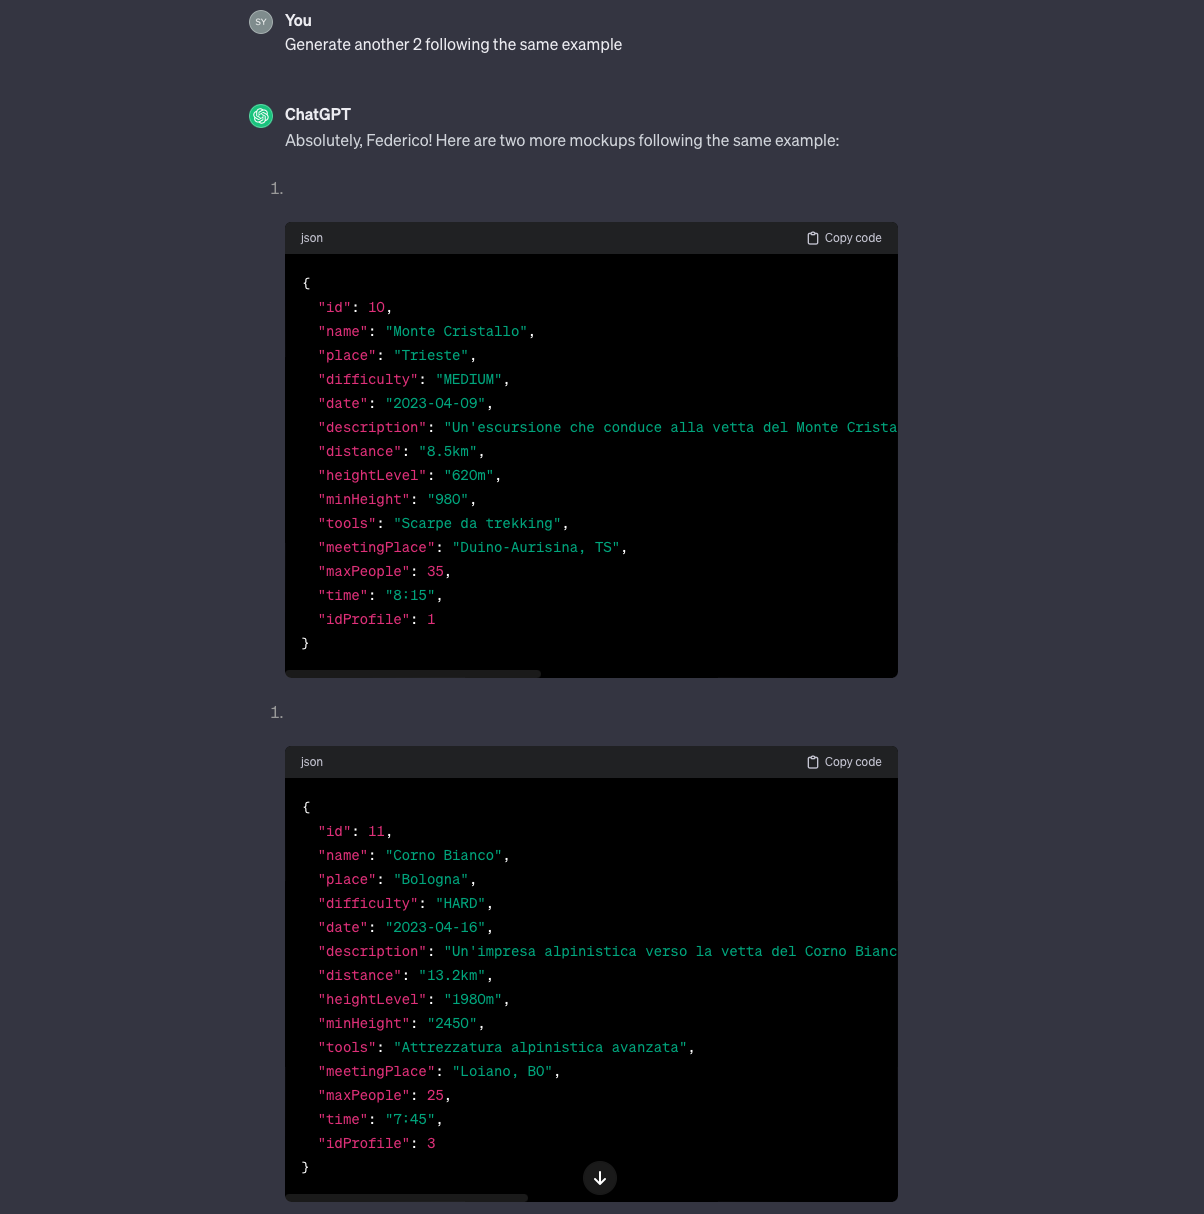 SY
You
Generate another 2 following the same example
ChatGPT
Absolutely, Federico! Here are two more mockups following the same example:
1.
json
Copy code
{
"id": 10,
"name": "Monte Cristallo",
"place": "Trieste",
"difficulty": "MEDIUM",
"date": "2023-04-09",
"description": "Un'escursione che conduce alla vetta del Monte Crista
"distance": "8.5km",
"heightLevel": "620m",
"minHeight": "980",
"tools": "Scarpe da trekking",
"meetingPlace": "Duino-Aurisina, TS",
"maxPeople": 35,
"time": "8:15",
"idProfile": 1
}
1.
json
Copy code
{
"id": 11,
"name": "Corno Bianco",
"place": "Bologna",
"difficulty": "HARD",
"date": "2023-04-16",
"description": "Un'impresa alpinistica verso la vetta del Corno Bianc
"distance": "13.2km",
"heightLevel": "1980m",
"minHeight": "2450",
"tools": "Attrezzatura alpinistica avanzata",
"meetingPlace": "Loiano, BO",
"maxPeople": 25,
"time": "7:45",
"idProfile": 3
}